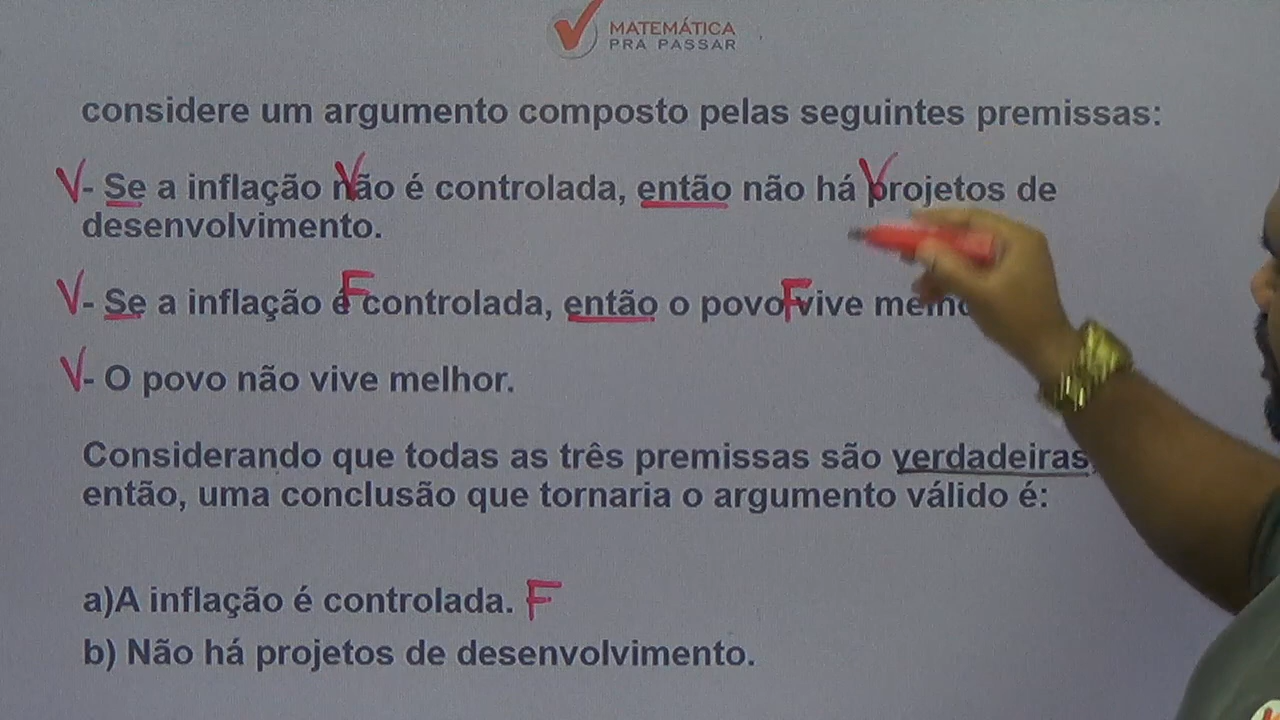 MATEMÁTICA
PRA PASSAR
considere um argumento composto pelas seguintes premissas:
V - Se a inflação não é controlada, então não há projetos de
V V
desenvolvimento.
V - Se a inflação é controlada, então o povo vive
F F
V - O povo não vive melhor.
Considerando que todas as três premissas são verdadeiras,
então, uma conclusão que tornaria o argumento válido é:
a)A inflação é controlada. F
b) Não há projetos de desenvolvimento.